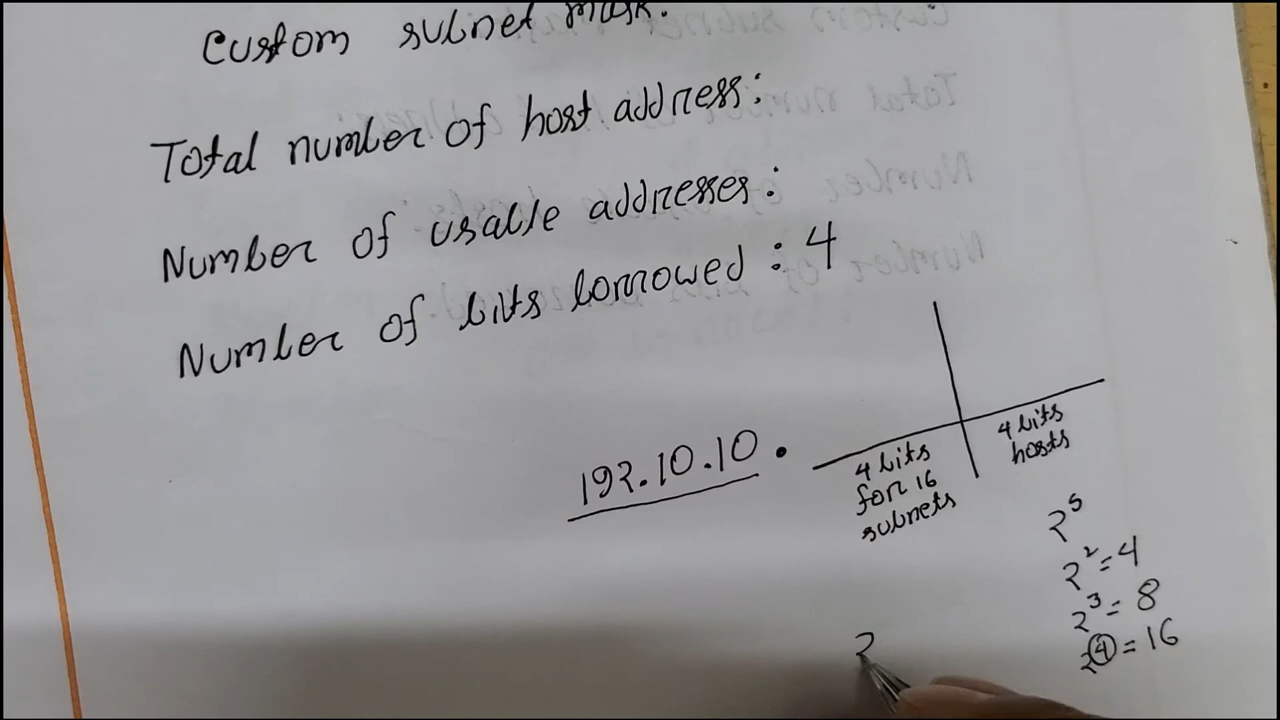 Custom subnet mask:
Total number of host address:
Number of usable addresses:
Number of bits borrowed : 4
192.10.10.
4 bits
for 16
subnets
4 bits
hosts
2^s
2^2=4
2^3=8
2^4=16
2